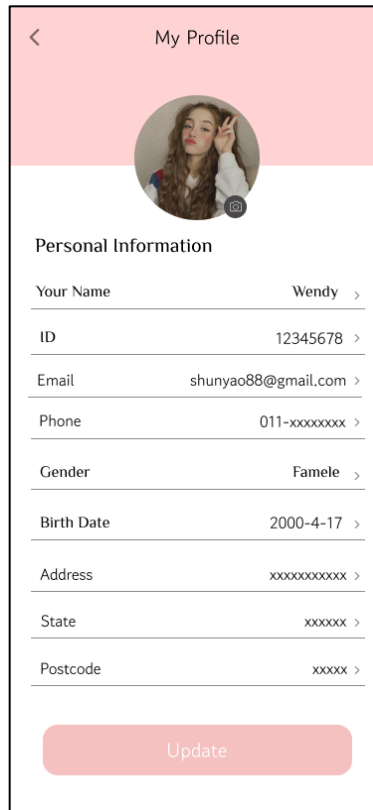 My Profile
Personal Information
Your Name Wendy >
ID 12345678 >
Email shunyao88@gmail.com >
Phone 011-xxxxxxxx >
Gender Famele >
Birth Date 2000-4-17 >
Address xxxxxxxxxxx >
State xxxxxx >
Postcode xxxxx >
Update